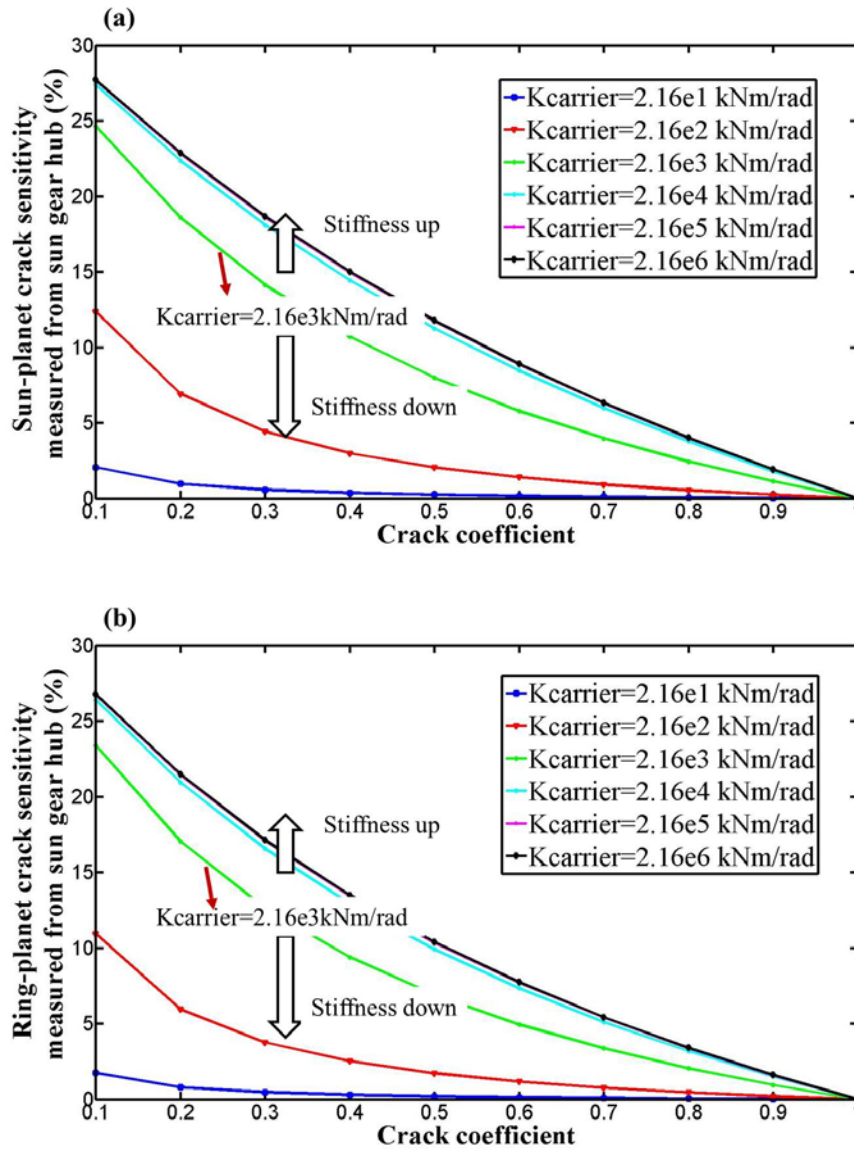 (a)
Sun-planet crack sensitivity
measured from sun gear hub (%)
30
25
20
15
10
5
0
Kcarrier=2.16e1 kNm/rad
Kcarrier=2.16e2 kNm/rad
Kcarrier=2.16e3 kNm/rad
Kcarrier=2.16e4 kNm/rad
Kcarrier=2.16e5 kNm/rad
Kcarrier=2.16e6 kNm/rad
Stiffness up
Kcarrier=2.16e3kNm/rad
Stiffness down
0.1 0.2 0.3 0.4 0.5 0.6 0.7 0.8 0.9
Crack coefficient
(b)
Ring-planet crack sensitivity
measured from sun gear hub (%)
30
25
20
15
10
5
0
Kcarrier=2.16e1 kNm/rad
Kcarrier=2.16e2 kNm/rad
Kcarrier=2.16e3 kNm/rad
Kcarrier=2.16e4 kNm/rad
Kcarrier=2.16e5 kNm/rad
Kcarrier=2.16e6 kNm/rad
Stiffness up
Kcarrier=2.16e3kNm/rad
Stiffness down
0.1 0.2 0.3 0.4 0.5 0.6 0.7 0.8 0.9
Crack coefficient